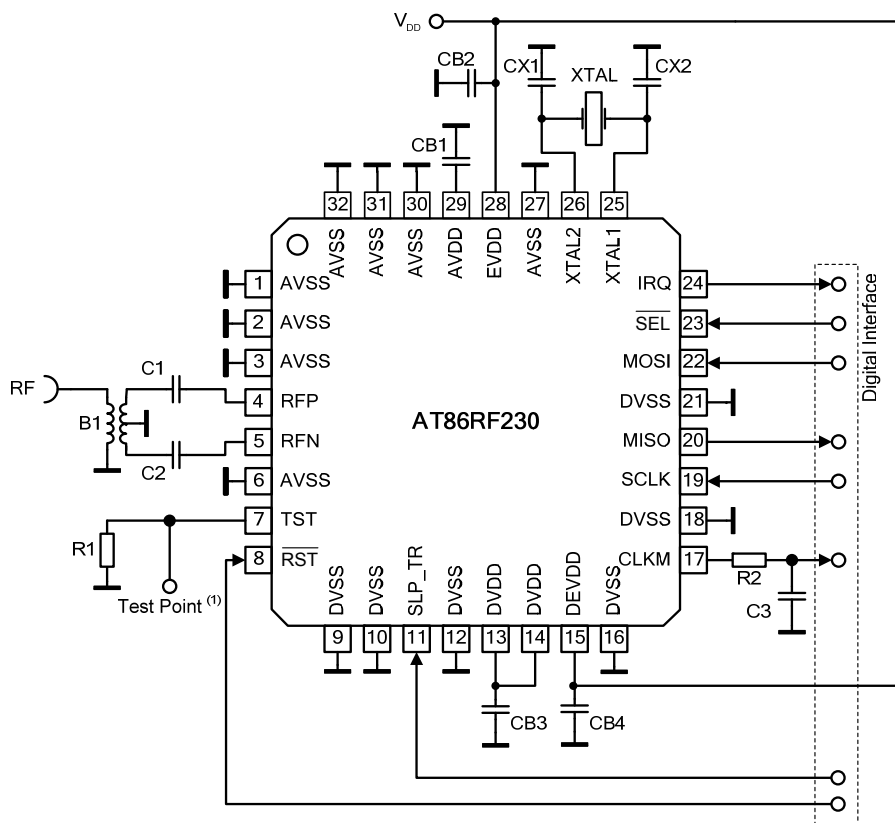 V_DD
CB2
CX1
XTAL
CX2
CB1
32
31
30
29
28
27
26
25
AVSS
AVSS
AVSS
AVDD
EVDD
AVSS
XTAL2
XTAL1
1 AVSS
2 AVSS
3 AVSS
4 RFP
5 RFN
6 AVSS
7 TST
8 RST
RF
B1
C1
C2
R1
Test Point (1)
AT86RF230
IRQ 24
SEL 23
MOSI 22
DVSS 21
MISO 20
SCLK 19
DVSS 18
CLKM 17
Digital Interface
R2
C3
DVSS
DVSS
SLP_TR
DVSS
DVDD
DVDD
DEVDD
DVSS
9
10
11
12
13
14
15
16
CB3
CB4